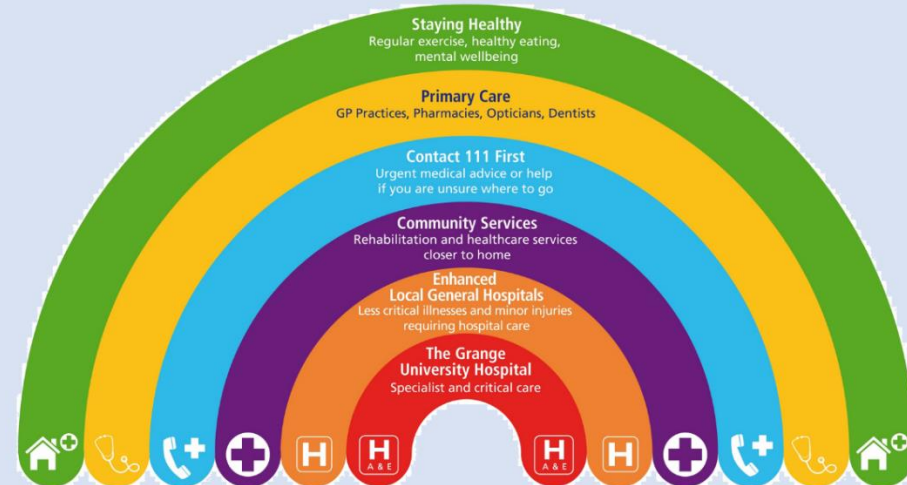 Staying Healthy
Regular exercise, healthy eating,
mental wellbeing
Primary Care
GP Practices, Pharmacies, Opticians, Dentists
Contact 111 First
Urgent medical advice or help
if you are unsure where to go
Community Services
Rehabilitation and healthcare services
closer to home
Enhanced
Local General Hospitals
Less critical illnesses and minor injuries
requiring hospital care
The Grange
University Hospital
Specialist and critical care
H
H
A & E
H
A & E
H